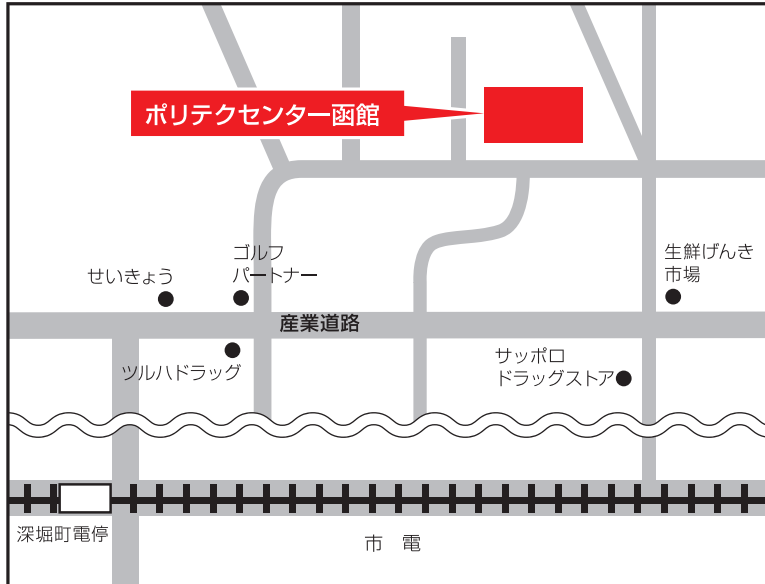 ポリテクセンター函館
ゴルフ
パートナー
せいきょう
生鮮げんき
市場
産業道路
ツルハドラッグ
サッポロ
ドラッグストア
深堀町電停
市 電